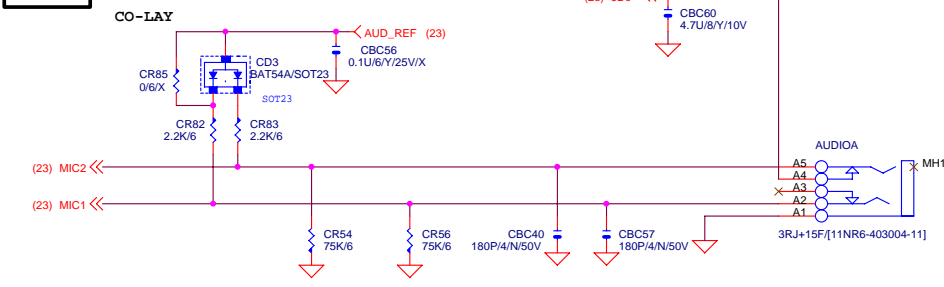 CO-LAY
CBC60
4.7U/8/Y/10V
AUD_REF (23)
CBC56
0.1U/6/Y/25V/X
CR85
0/6/X
CD3
BAT54A/SOT23
SOT23
CR82
2.2K/6
CR83
2.2K/6
(23) MIC2
(23) MIC1
AUDIOA
A5
A4
A3
A2
A1
MH1
CR54
75K/6
CR56
75K/6
CBC40
180P/4/N/50V
CBC57
180P/4/N/50V
3RJ+15F/[11NR6-403004-11]